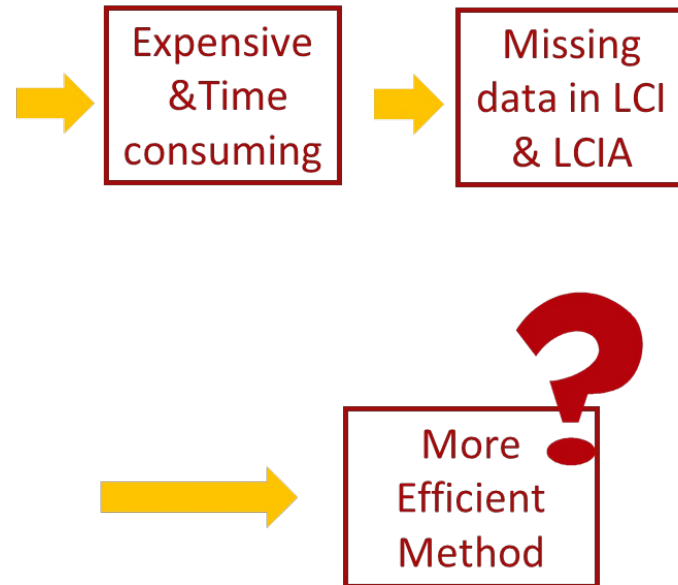 Expensive
&Time
consuming
Missing
data in LCI
& LCIA
?
More
Efficient
Method